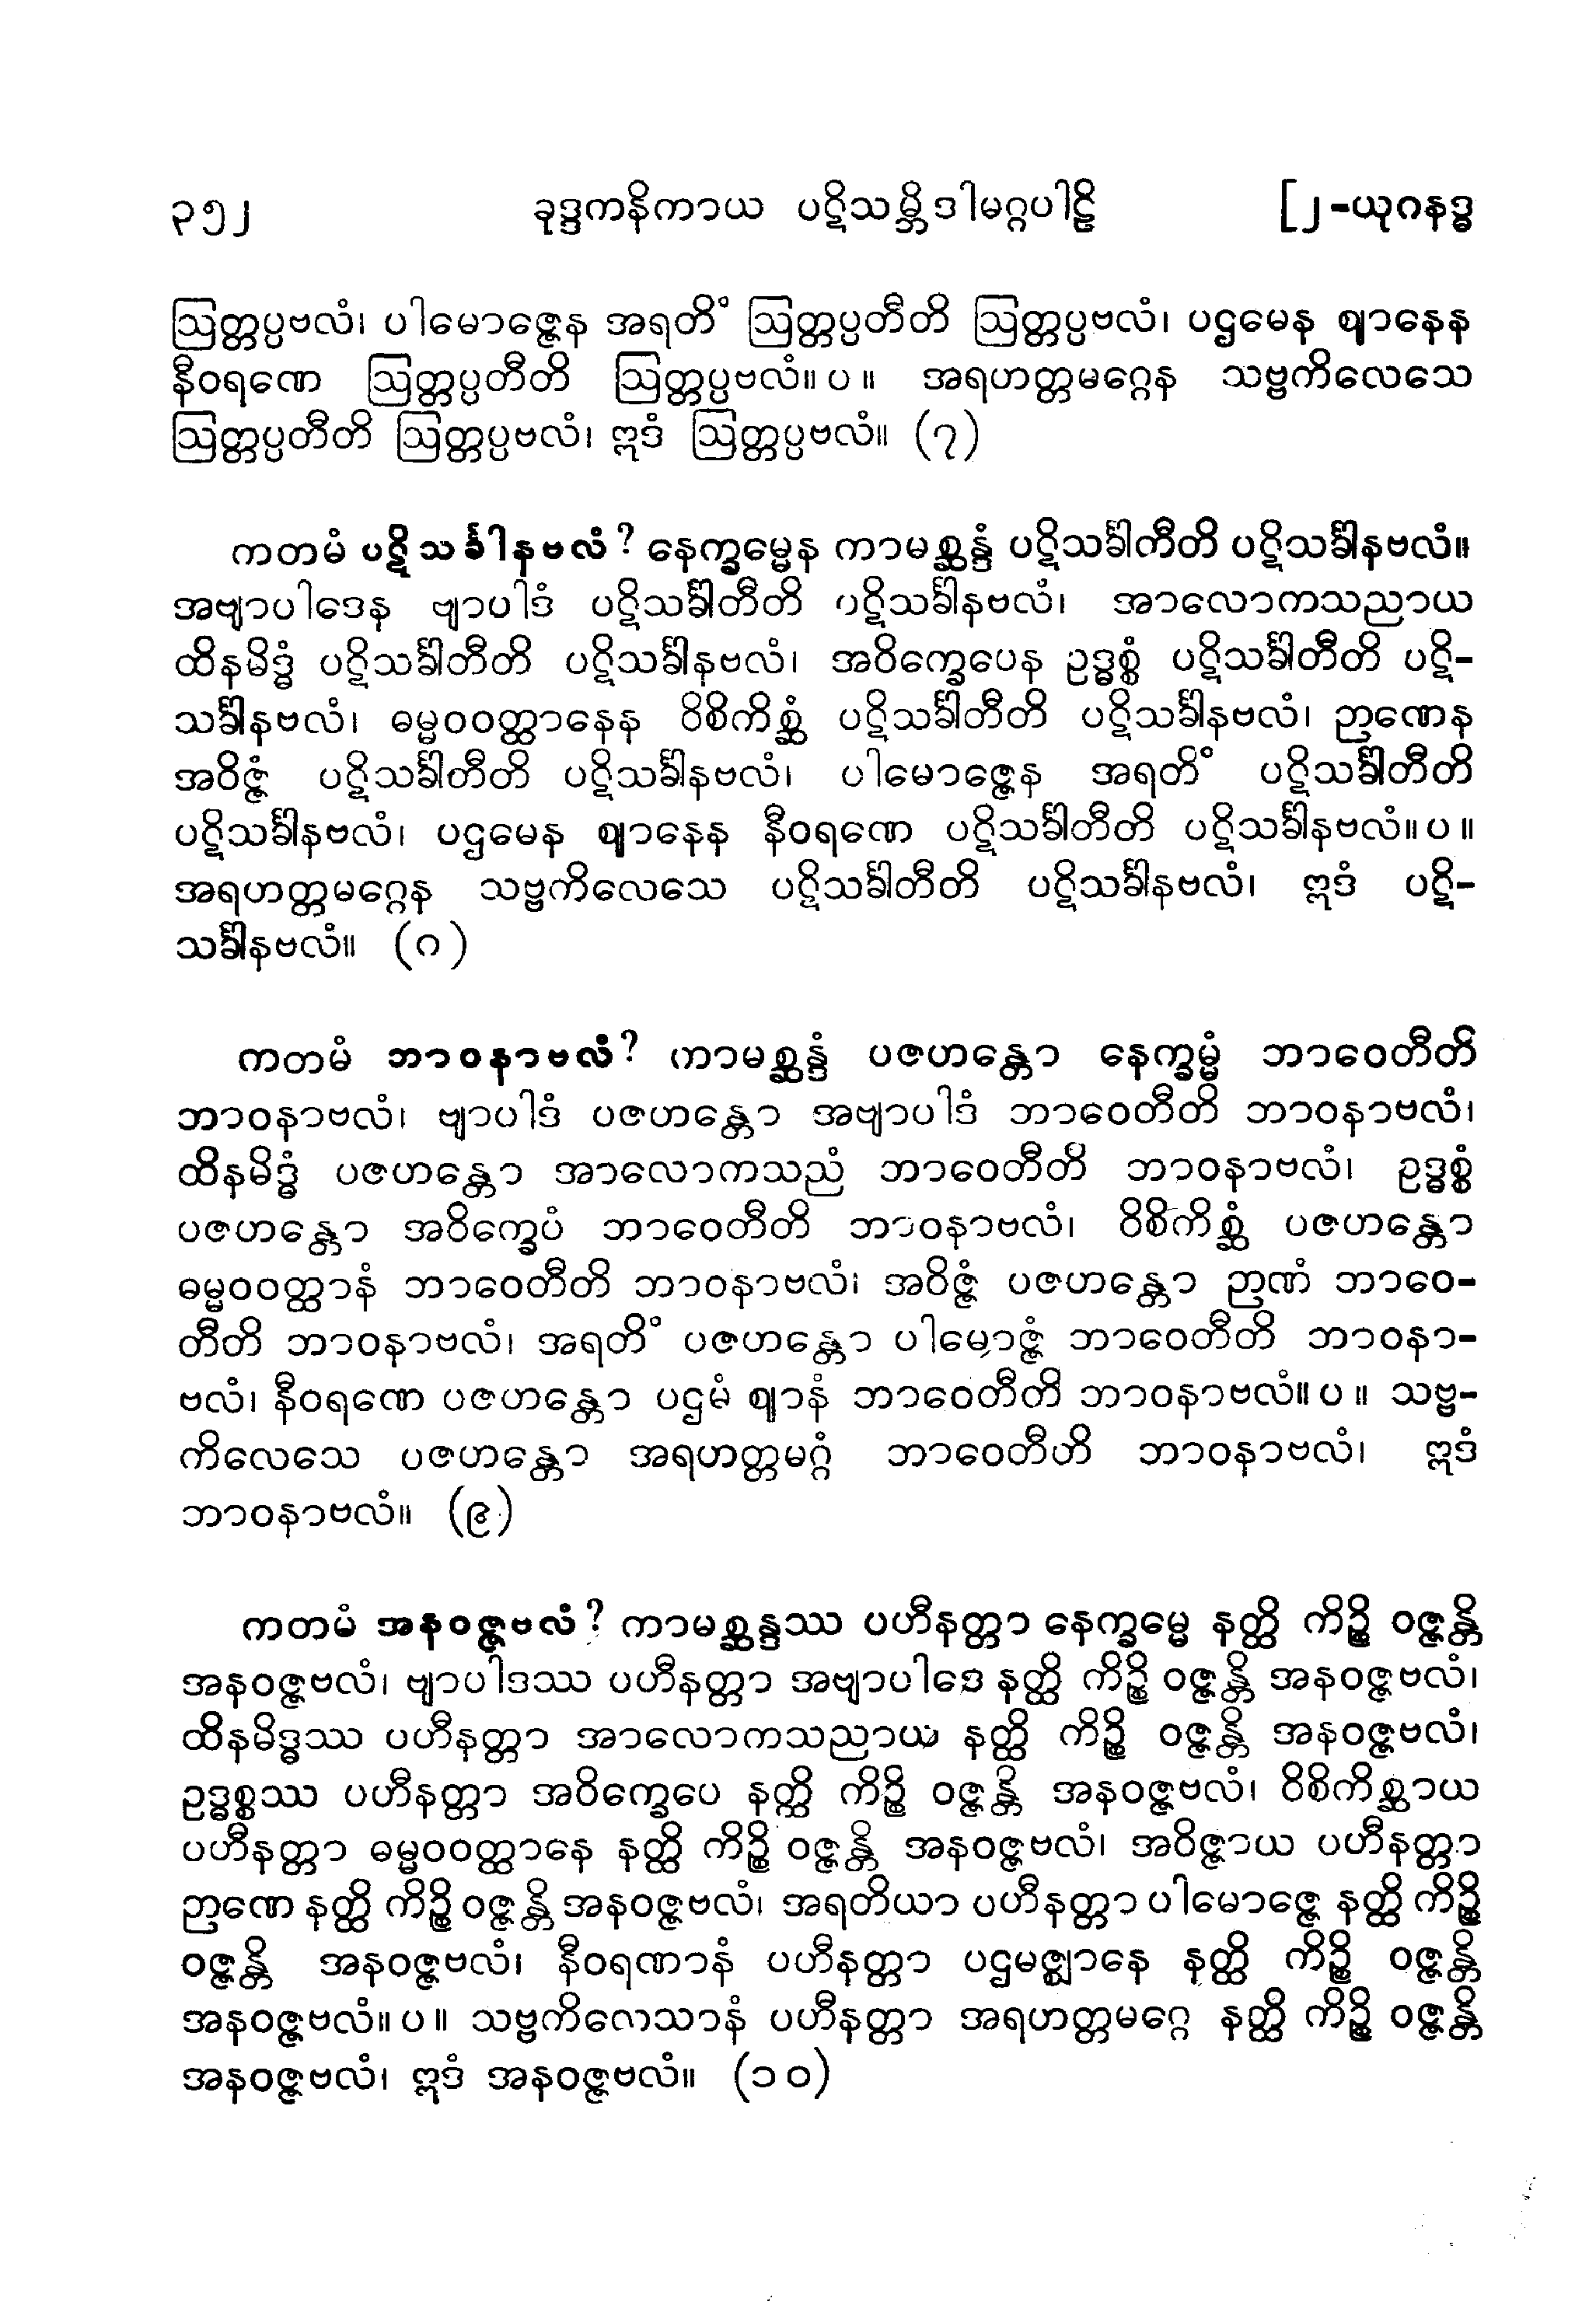 ၃၅၂ ခုဒ္ဒကနိကာယ ပဋိသမ္ဘိဒါမဂ္ဂပါဠိ [၂-ယုဂနဒ္ဓ
ဩတ္တပ္ပဗလံ၊ ပါမောဇ္ဇေန အရတိံ ဩတ္တပ္ပတီတိ ဩတ္တပ္ပဗလံ၊ ပဌမေန ဈာနေန
နီဝရဏေ ဩတ္တပ္ပတီတိ ဩတ္တပ္ပဗလံ။ ပ ။ အရဟတ္တမဂ္ဂေန သဗ္ဗကိလေသေ
ဩတ္တပ္ပတီတိ ဩတ္တပ္ပဗလံ၊ ဣဒံ ဩတ္တပ္ပဗလံ။ (၇)
ကတမံ ပဋိသင်္ခါနဗလံ? နေက္ခမ္မေန ကာမစ္ဆန္ဒံ ပဋိသင်္ခါတီတိ ပဋိသင်္ခါနဗလံ။
အဗျာပါဒေန ဗျာပါဒံ ပဋိသင်္ခါတီတိ ပဋိသင်္ခါနဗလံ၊ အာလောကသညာယ
ထိနမိဒ္ဓံ ပဋိသင်္ခါတီတိ ပဋိသင်္ခါနဗလံ၊ အဝိက္ခေပေန ဥဒ္ဓစ္စံ ပဋိသင်္ခါတီတိ ပဋိ-
သင်္ခါနဗလံ၊ ဓမ္မဝဝတ္ထာနေန ဝိစိကိစ္ဆံ ပဋိသင်္ခါတီတိ ပဋိသင်္ခါနဗလံ၊ ဉာဏေန
အဝိဇ္ဇံ ပဋိသင်္ခါတီတိ ပဋိသင်္ခါနဗလံ၊ ပါမောဇ္ဇေန အရတိံ ပဋိသင်္ခါတီတိ
ပဋိသင်္ခါနဗလံ၊ ပဌမေန ဈာနေန နီဝရဏေ ပဋိသင်္ခါတီတိ ပဋိသင်္ခါနဗလံ။ ပ ။
အရဟတ္တမဂ္ဂေန သဗ္ဗကိလေသေ ပဋိသင်္ခါတီတိ ပဋိသင်္ခါနဗလံ၊ ဣဒံ ပဋိ-
သင်္ခါနဗလံ။ (၈)
ကတမံ ဘာဝနာဗလံ? ကာမစ္ဆန္ဒံ ပဇဟန္တော နေက္ခမ္မံ ဘာဝေတီတိ
ဘာဝနာဗလံ၊ ဗျာပါဒံ ပဇဟန္တော အဗျာပါဒံ ဘာဝေတီတိ ဘာဝနာဗလံ၊
ထိနမိဒ္ဓံ ပဇဟန္တော အာလောကသညံ ဘာဝေတီတိ ဘာဝနာဗလံ၊ ဥဒ္ဓစ္စံ
ပဇဟန္တော အဝိက္ခေပံ ဘာဝေတီတိ ဘာဝနာဗလံ၊ ဝိစိကိစ္ဆံ ပဇဟန္တော
ဓမ္မဝဝတ္ထာနံ ဘာဝေတီတိ ဘာဝနာဗလံ၊ အဝိဇ္ဇံ ပဇဟန္တော ဉာဏံ ဘာဝေ-
တီတိ ဘာဝနာဗလံ၊ အရတိံ ပဇဟန္တော ပါမောဇ္ဇံ ဘာဝေတီတိ ဘာဝနာ-
ဗလံ၊ နီဝရဏေ ပဇဟန္တော ပဌမံ ဈာနံ ဘာဝေတီတိ ဘာဝနာဗလံ။ ပ ။ သဗ္ဗ-
ကိလေသေ ပဇဟန္တော အရဟတ္တမဂ္ဂံ ဘာဝေတီတိ ဘာဝနာဗလံ၊ ဣဒံ
ဘာဝနာဗလံ။ (၉)
ကတမံ အနဝဇ္ဇဗလံ? ကာမစ္ဆန္ဒဿ ပဟီနတ္တာ နေက္ခမ္မေ နတ္ထိ ကိဉ္စိ ဝဇ္ဇန္တိ
အနဝဇ္ဇဗလံ၊ ဗျာပါဒဿ ပဟီနတ္တာ အဗျာပါဒေ နတ္ထိ ကိဉ္စိ ဝဇ္ဇန္တိ အနဝဇ္ဇဗလံ၊
ထိနမိဒ္ဓဿ ပဟီနတ္တာ အာလောကသညာယ နတ္ထိ ကိဉ္စိ ဝဇ္ဇန္တိ အနဝဇ္ဇဗလံ၊
ဥဒ္ဓစ္စဿ ပဟီနတ္တာ အဝိက္ခေပေ နတ္ထိ ကိဉ္စိ ဝဇ္ဇန္တိ အနဝဇ္ဇဗလံ၊ ဝိစိကိစ္ဆာယ
ပဟီနတ္တာ ဓမ္မဝဝတ္ထာနေ နတ္ထိ ကိဉ္စိ ဝဇ္ဇန္တိ အနဝဇ္ဇဗလံ၊ အဝိဇ္ဇာယ ပဟီနတ္တာ
ဉာဏေ နတ္ထိ ကိဉ္စိ ဝဇ္ဇန္တိ အနဝဇ္ဇဗလံ၊ အရတိယာ ပဟီနတ္တာ ပါမောဇ္ဇေ နတ္ထိ ကိဉ္စိ
ဝဇ္ဇန္တိ အနဝဇ္ဇဗလံ၊ နီဝရဏာနံ ပဟီနတ္တာ ပဌမဇ္ဈာနေ နတ္ထိ ကိဉ္စိ ဝဇ္ဇန္တိ
အနဝဇ္ဇဗလံ။ ပ ။ သဗ္ဗကိလေသာနံ ပဟီနတ္တာ အရဟတ္တမဂ္ဂေ နတ္ထိ ကိဉ္စိ ဝဇ္ဇန္တိ
အနဝဇ္ဇဗလံ၊ ဣဒံ အနဝဇ္ဇဗလံ။ (၁၀)